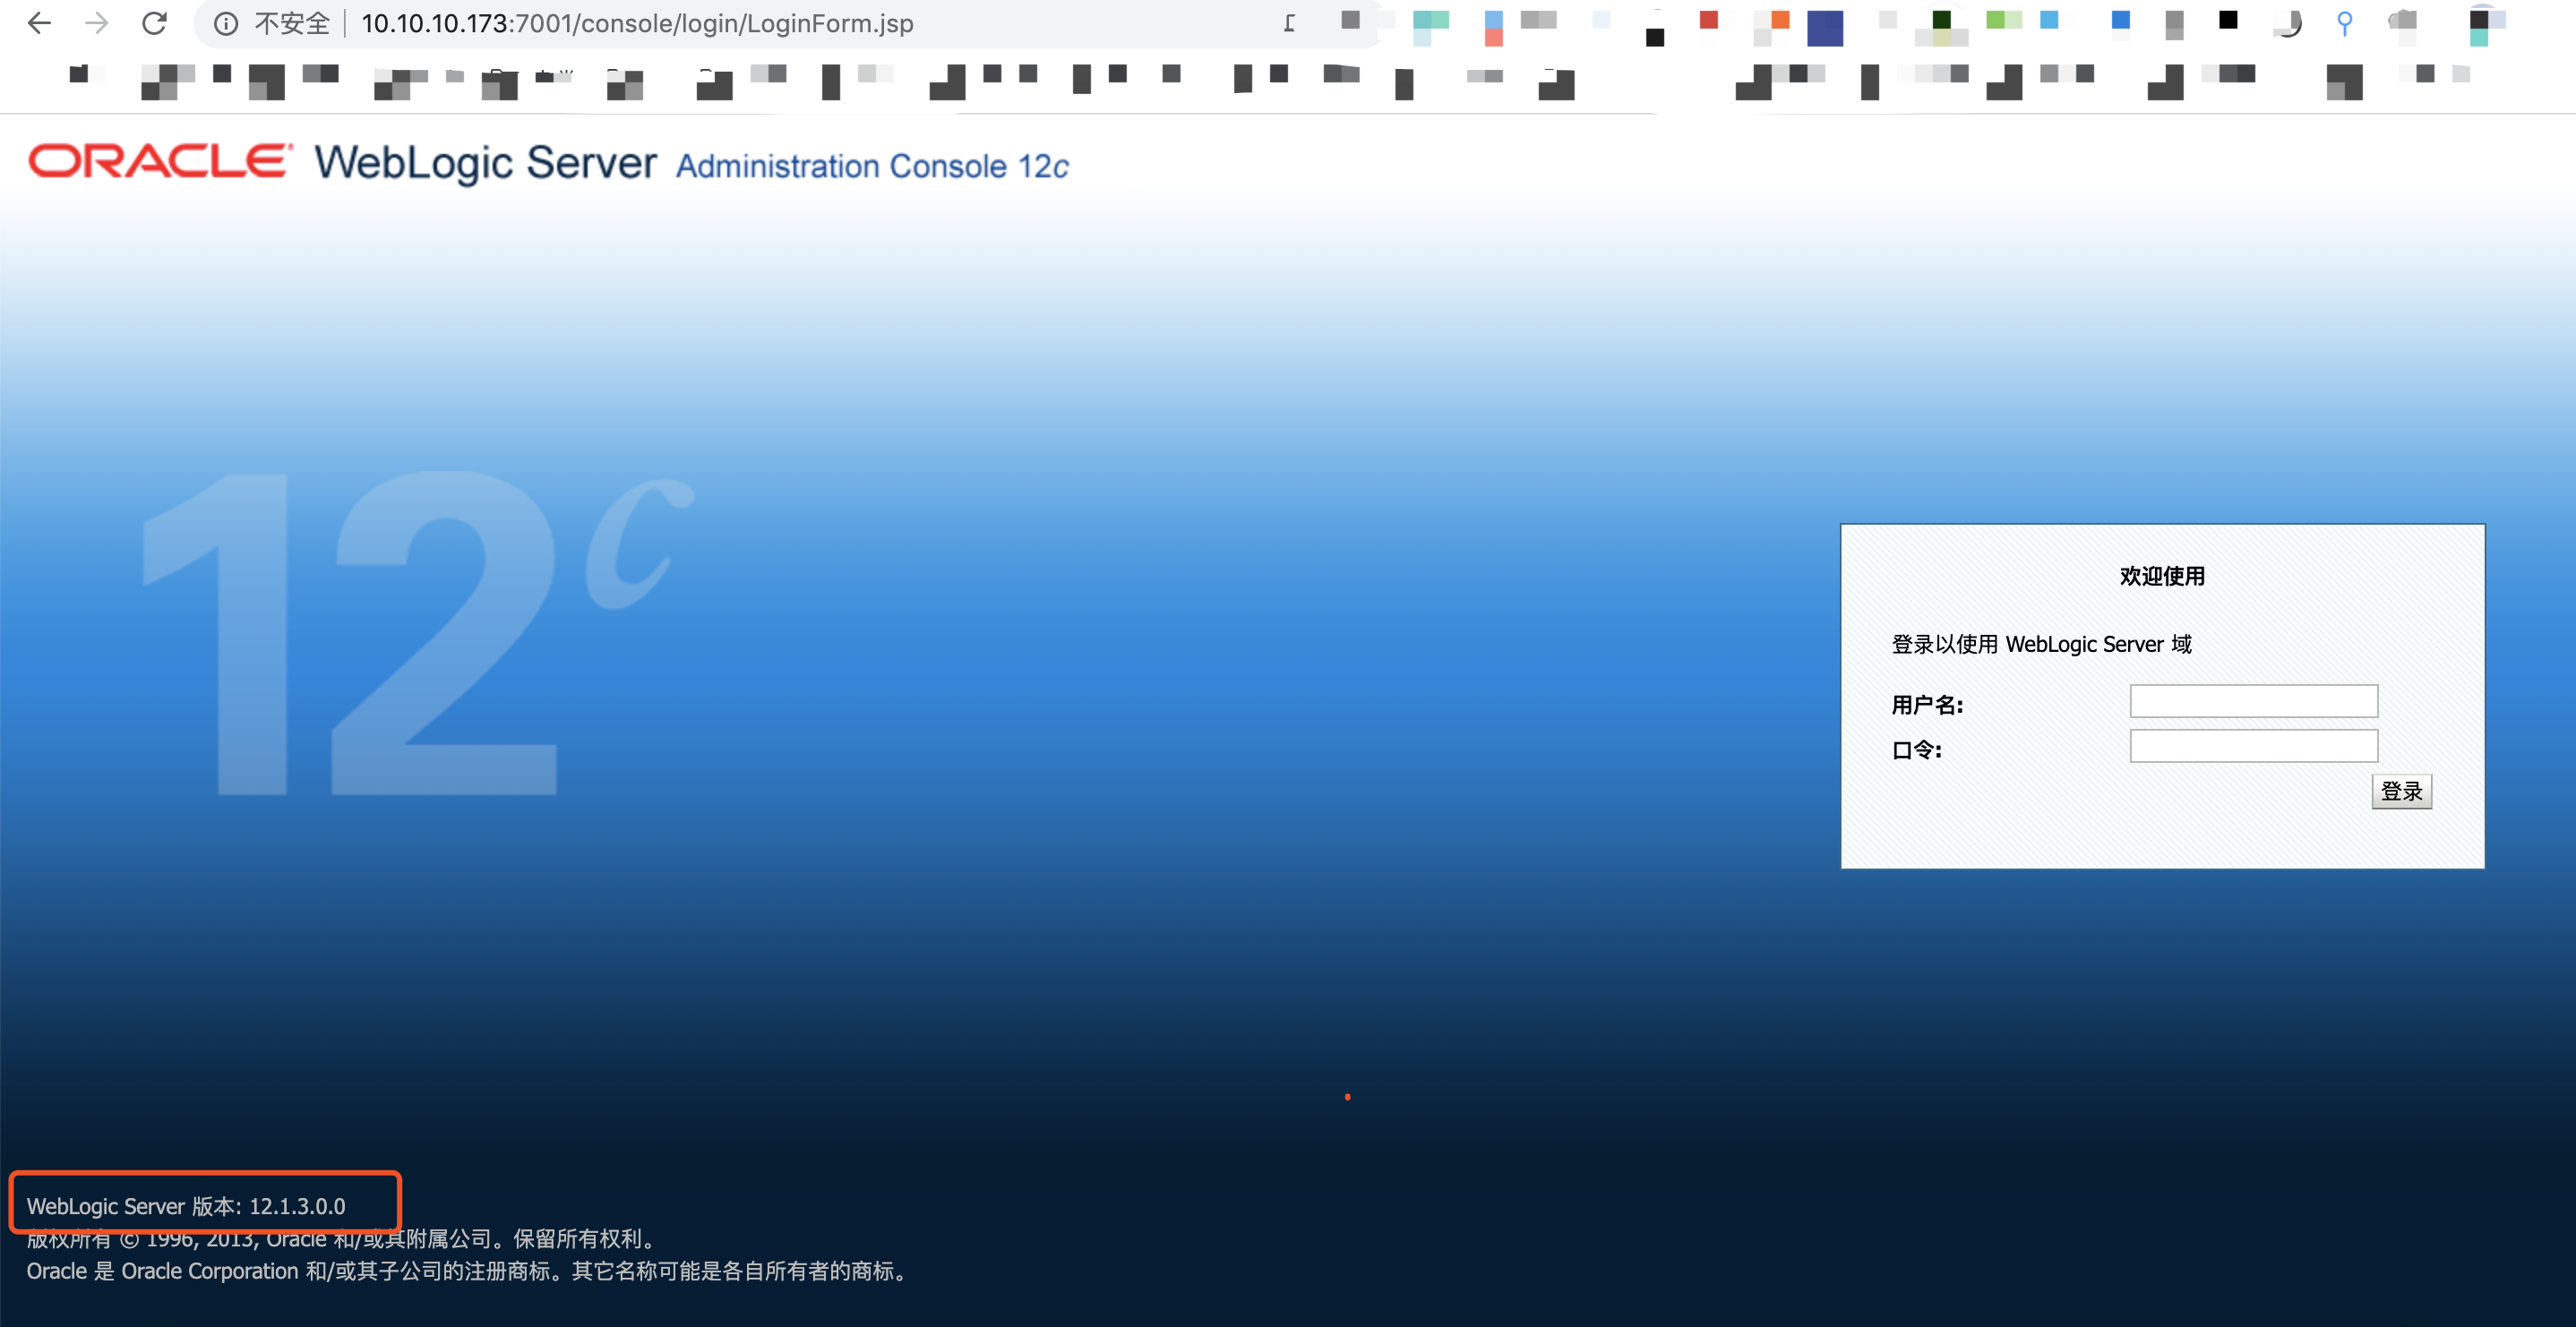 不安全 10.10.10.173:7001/console/login/LoginForm.jsp
ORACLE WebLogic Server Administration Console 12c
12c
欢迎使用
登录以使用 WebLogic Server 域
用户名:
口令:
登录
WebLogic Server 版本: 12.1.3.0.0
版权所有 © 1996, 2013, Oracle 和/或其附属公司。保留所有权利。
Oracle 是 Oracle Corporation 和/或其子公司的注册商标。其它名称可能是各自所有者的商标。